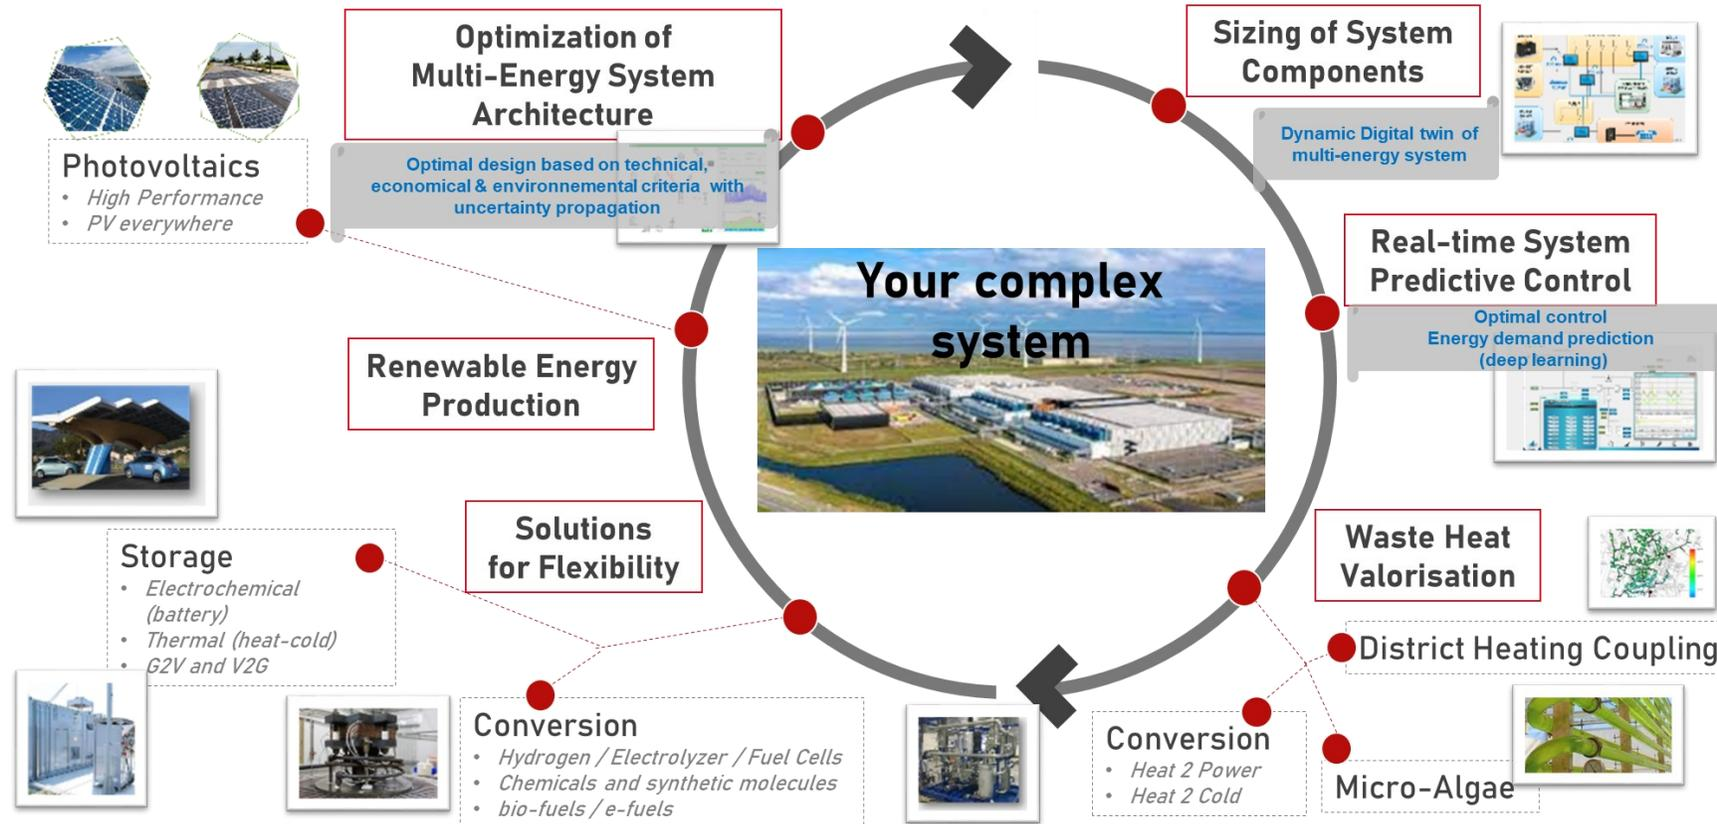 Optimization of
Multi-Energy System
Architecture
Optimal design based on technical,
economical & environnemental criteria with
uncertainty propagation
Sizing of System
Components
Dynamic Digital twin of
multi-energy system
Photovoltaics
• High Performance
• PV everywhere
Real-time System
Predictive Control
Optimal control
Energy demand prediction
(deep learning)
Your complex
system
Renewable Energy
Production
Solutions
for Flexibility
Waste Heat
Valorisation
Storage
• Electrochemical
(battery)
• Thermal (heat-cold)
• G2V and V2G
District Heating Coupling
Conversion
• Hydrogen / Electrolyzer / Fuel Cells
• Chemicals and synthetic molecules
• bio-fuels / e-fuels
Conversion
• Heat 2 Power
• Heat 2 Cold
Micro-Algae